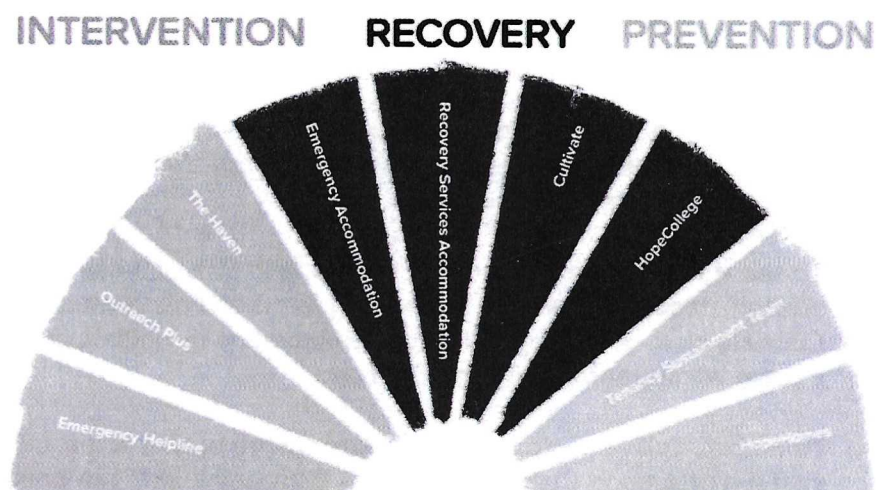 INTERVENTION RECOVERY PREVENTION
Emergency Helpline
Outreach Plus
The Haven
Emergency Accommodation
Recovery Services Accommodation
Cultivate
HopeCollege
Tenancy Sustainment Team
HopeHomes